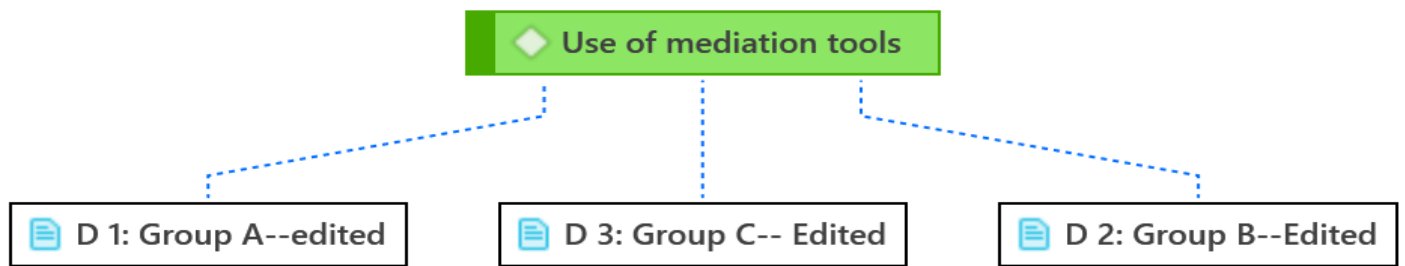 Use of mediation tools
D 1: Group A--edited
D 3: Group C-- Edited
D 2: Group B--Edited